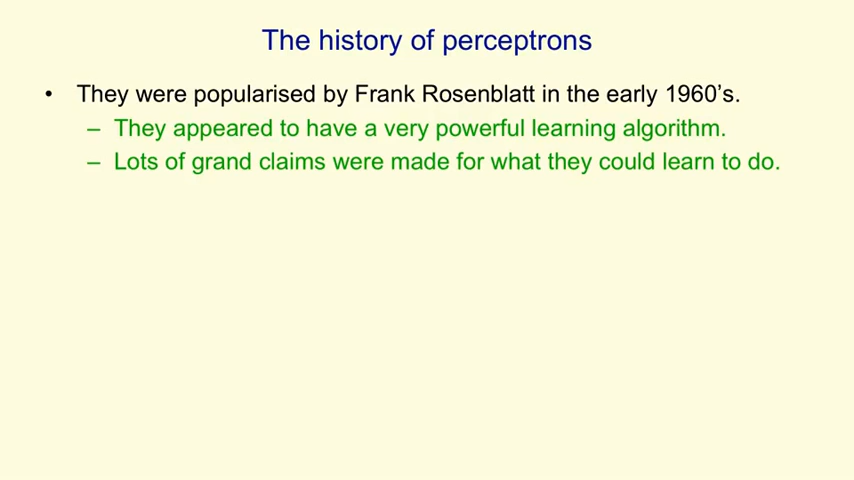 The history of perceptrons
• They were popularised by Frank Rosenblatt in the early 1960’s.
– They appeared to have a very powerful learning algorithm.
– Lots of grand claims were made for what they could learn to do.